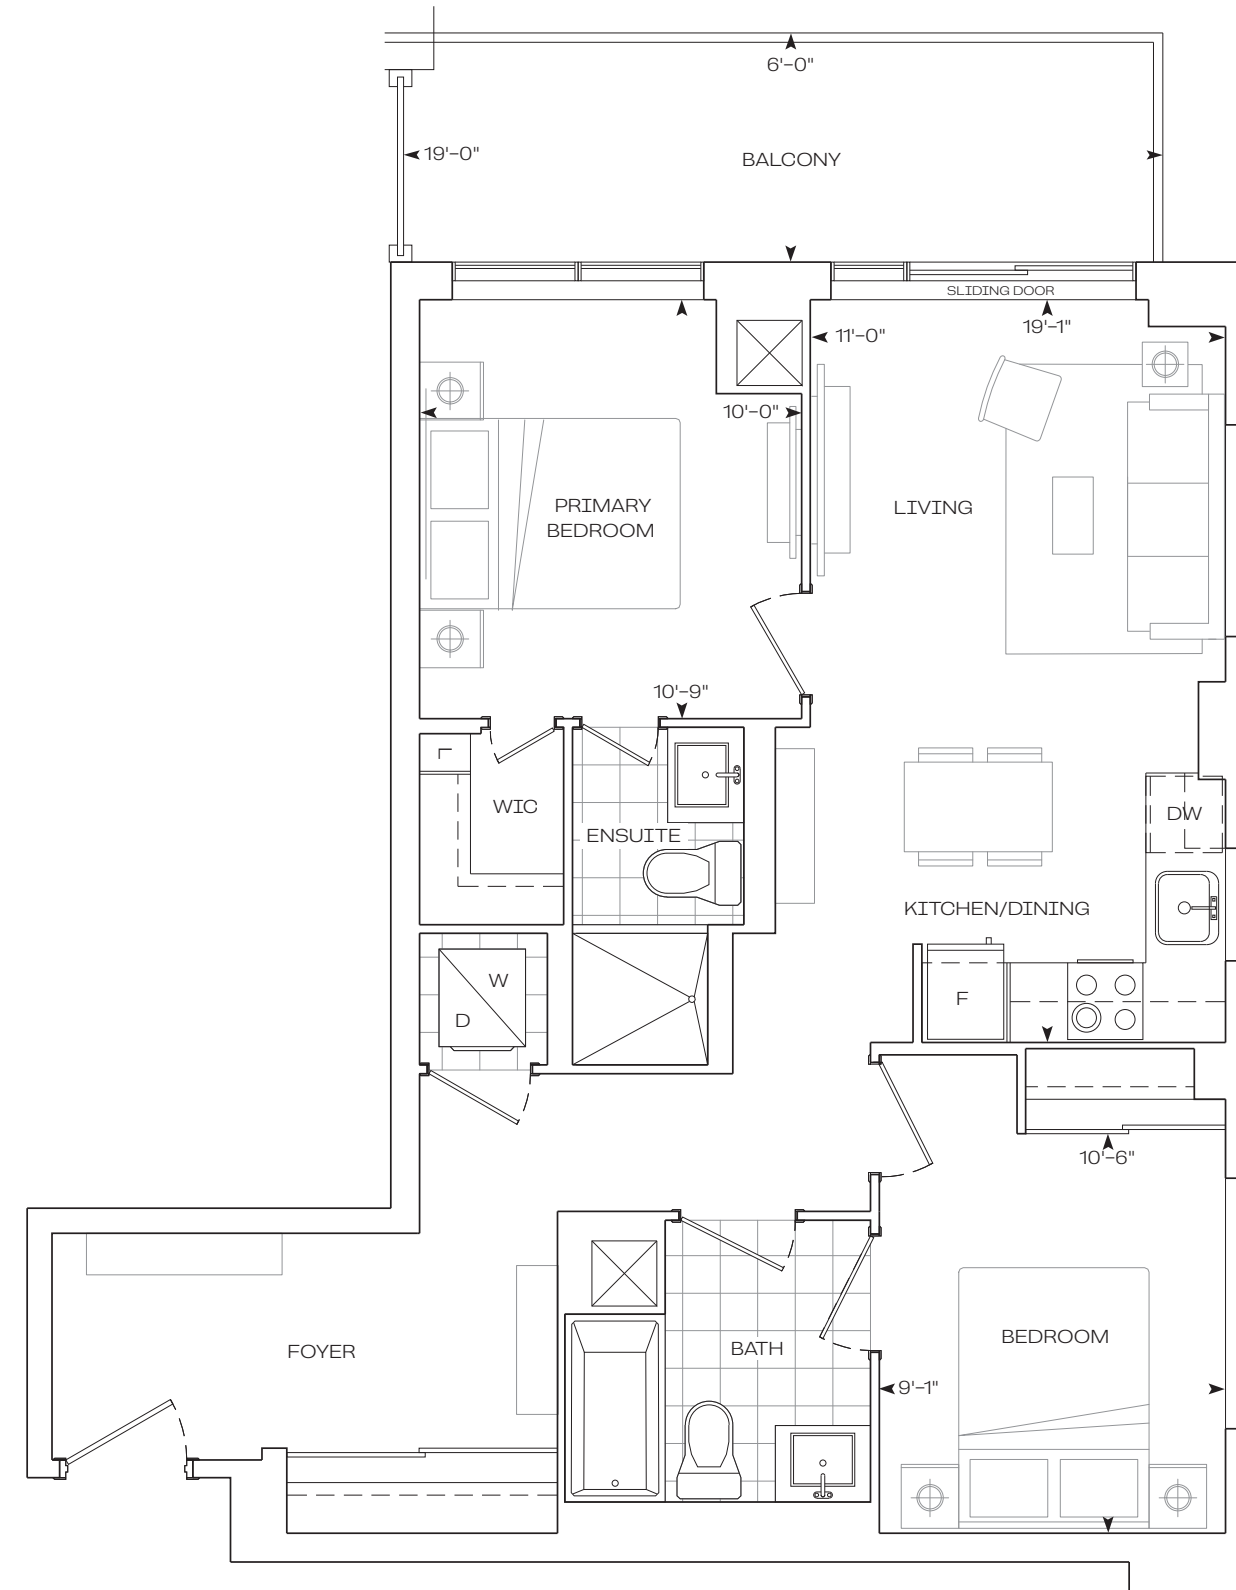 6'-0"
19'-0"
BALCONY
SLIDING DOOR
19'-1"
11'-0"
10'-0"
PRIMARY
BEDROOM
LIVING
10'-9"
WIC
ENSUITE
DW
KITCHEN/DINING
W
D
F
10'-6"
FOYER
BATH
BEDROOM
9'-1"